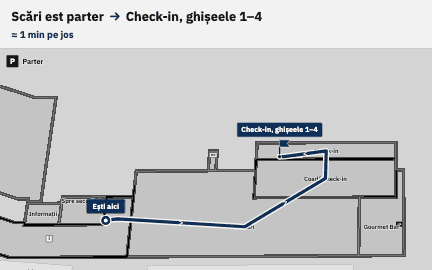 Scări est parter → Check-in, ghișeele 1–4
≈ 1 min pe jos
P Parter
Check-in, ghișeele 1–4
Ești aici
Spre
Informații
Gourmet Bar